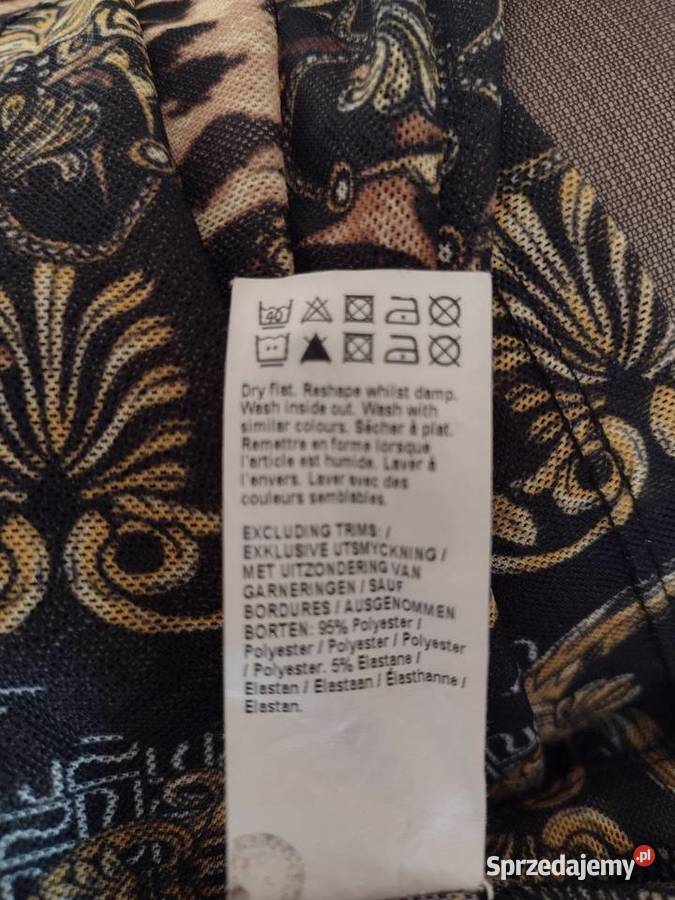 40
Dry flat. Reshape whilst damp.
Wash inside out. Wash with
similar colours. Sécher à plat.
Remettre en forme lorsque
l'article est humide. Laver à
l'envers. Laver avec des
couleurs semblables.
EXCLUDING TRIMS: /
EXKLUSIVE UTSMYCKNING /
MET UITZONDERING VAN
GARNERINGEN / SAUF
BORDURES / AUSGENOMMEN
BORTEN: 95% Polyester /
Polyester / Polyester / Polyester
/ Polyester. 5% Elastane /
Elastan / Elastaan / Élasthanne /
Elastan.
Sprzedajemy.pl